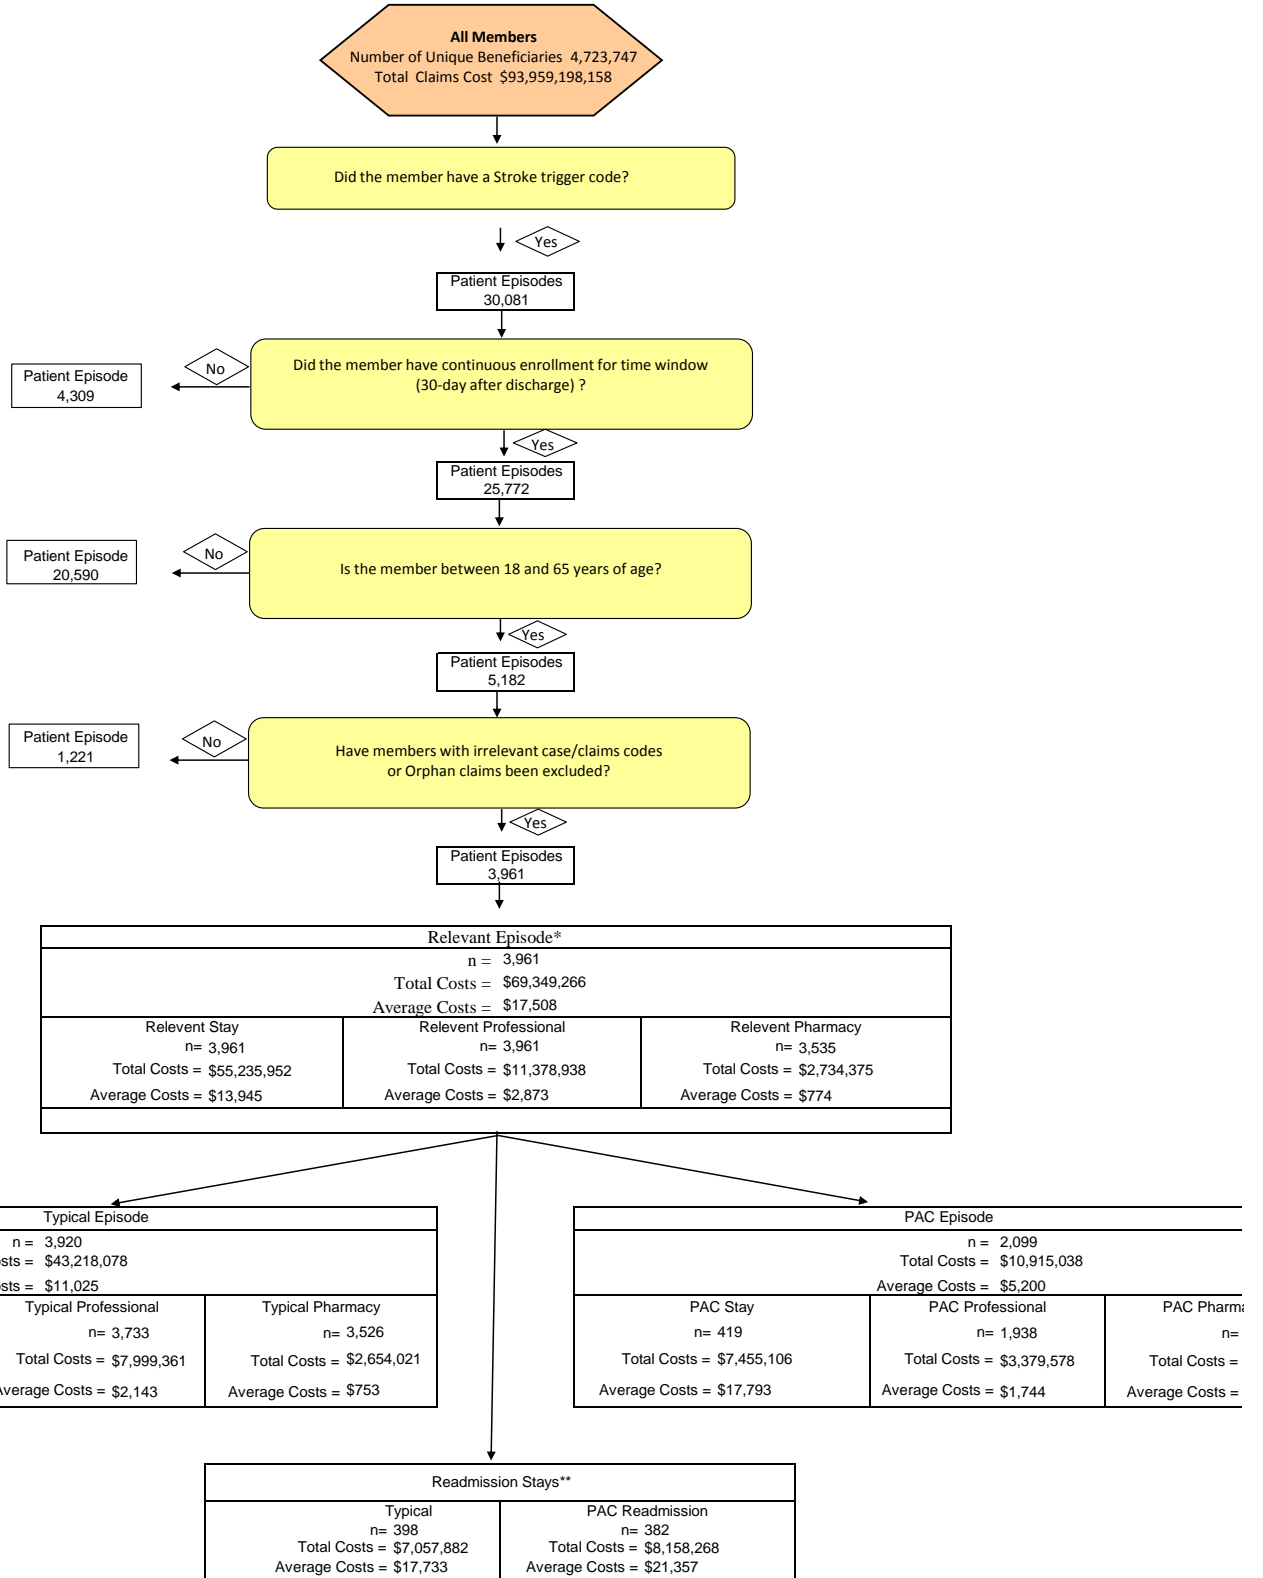 All Members
Number of Unique Beneficiaries 4,723,747
Total Claims Cost $93,959,198,158
Did the member have a Stroke trigger code?
Yes
Patient Episodes
30,081
Did the member have continuous enrollment for time window
(30-day after discharge) ?
No
Patient Episode
4,309
Yes
Patient Episodes
25,772
Is the member between 18 and 65 years of age?
No
Patient Episode
20,590
Yes
Patient Episodes
5,182
Have members with irrelevant case/claims codes
or Orphan claims been excluded?
No
Patient Episode
1,221
Yes
Patient Episodes
3,961
Relevant Episode*
n = 3,961
Total Costs = $69,349,266
Average Costs = $17,508
Relevent Stay
n= 3,961
Total Costs = $55,235,952
Average Costs = $13,945
Relevent Professional
n= 3,961
Total Costs = $11,378,938
Average Costs = $2,873
Relevent Pharmacy
n= 3,535
Total Costs = $2,734,375
Average Costs = $774
Typical Episode
n = 3,920
sts = $43,218,078
sts = $11,025
Typical Professional
n= 3,733
Total Costs = $7,999,361
verage Costs = $2,143
Typical Pharmacy
n= 3,526
Total Costs = $2,654,021
Average Costs = $753
PAC Episode
n = 2,099
Total Costs = $10,915,038
Average Costs = $5,200
PAC Stay
n= 419
Total Costs = $7,455,106
Average Costs = $17,793
PAC Professional
n= 1,938
Total Costs = $3,379,578
Average Costs = $1,744
PAC Pharma
n=
Total Costs =
Average Costs =
Readmission Stays**
Typical
n= 398
Total Costs = $7,057,882
Average Costs = $17,733
PAC Readmission
n= 382
Total Costs = $8,158,268
Average Costs = $21,357